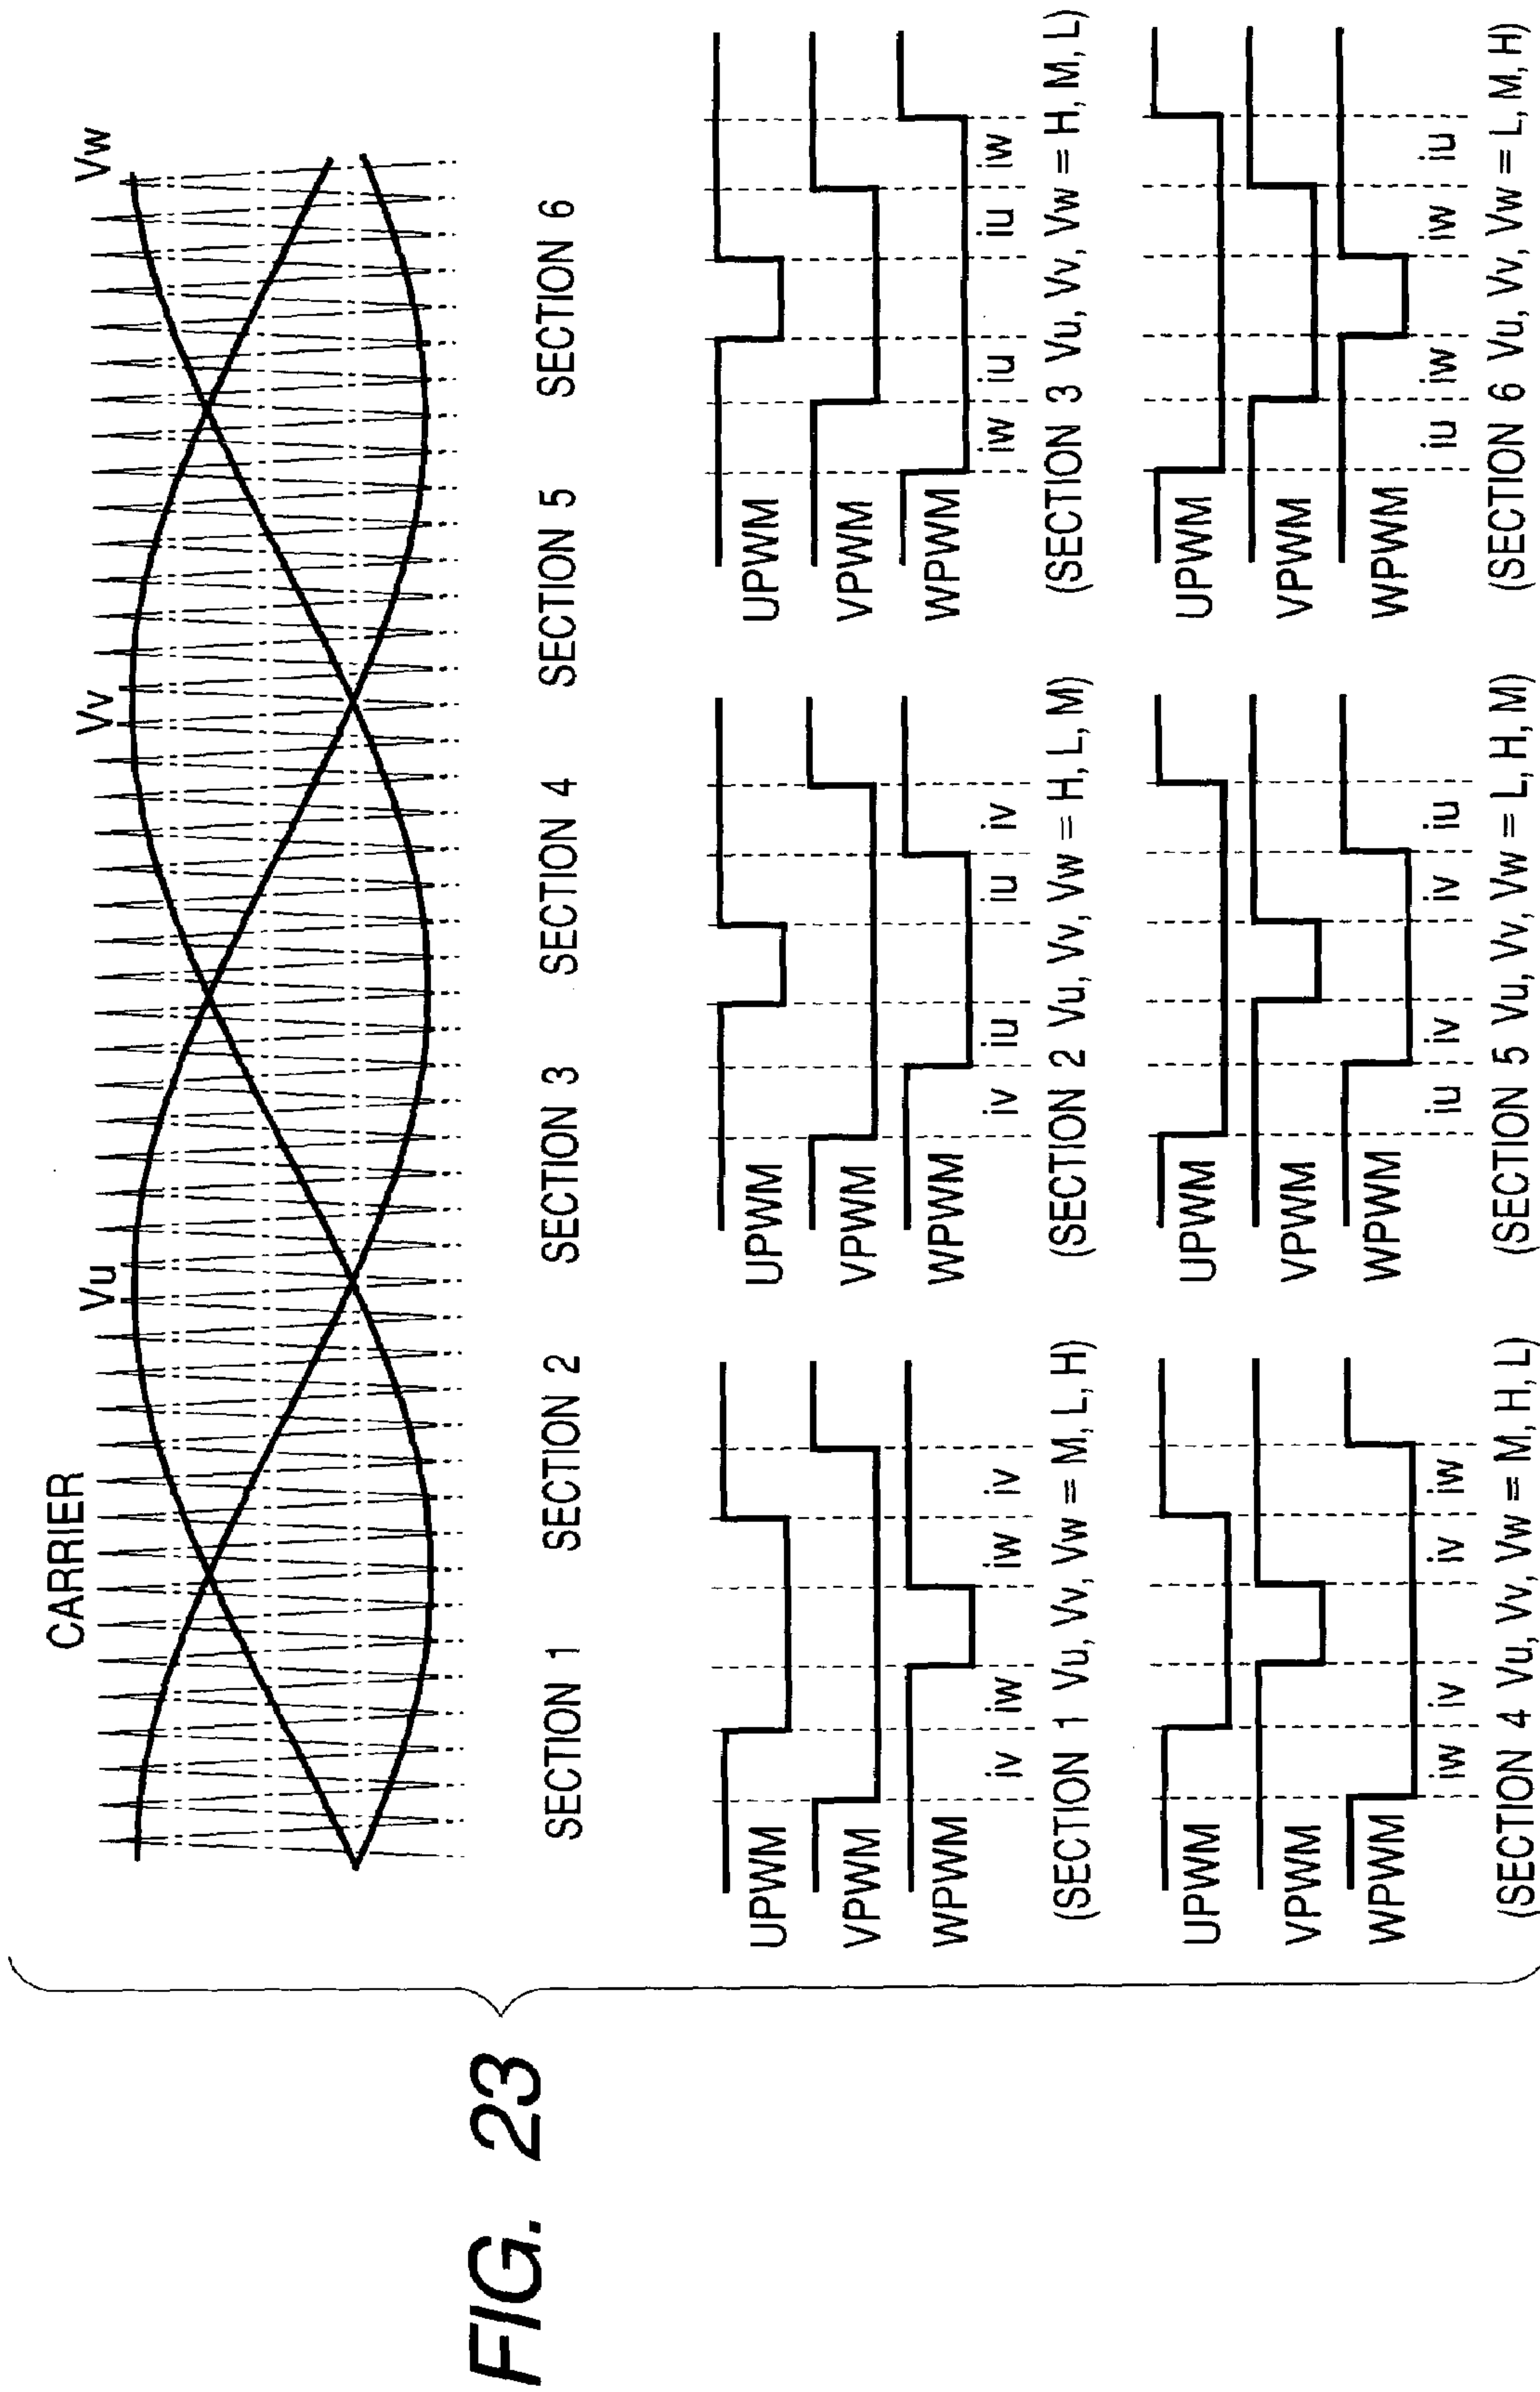 FIG. 23
CARRIER
Vu
Vv
Vw
SECTION 1 SECTION 2 SECTION 3 SECTION 4 SECTION 5 SECTION 6
UPWM
VPWM
WPWM
iv iw iw iv
(SECTION 1 Vu, Vv, Vw = M, L, H)
UPWM
VPWM
WPWM
iv iu iu iv
(SECTION 2 Vu, Vv, Vw = H, L, M)
UPWM
VPWM
WPWM
iw iu iu iw
(SECTION 3 Vu, Vv, Vw = H, M, L)
UPWM
VPWM
WPWM
iw iv iv iw
(SECTION 4 Vu, Vv, Vw = M, H, L)
UPWM
VPWM
WPWM
iu iv iv iu
(SECTION 5 Vu, Vv, Vw = L, H, M)
UPWM
VPWM
WPWM
iu iw iw iu
(SECTION 6 Vu, Vv, Vw = L, M, H)